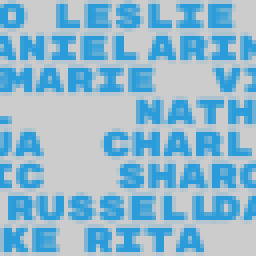 O LESLIE
ANIEL ARIN
MARIE VI
NATH
UA CHARL
IC SHARO
RUSSELL DA
KE RITA